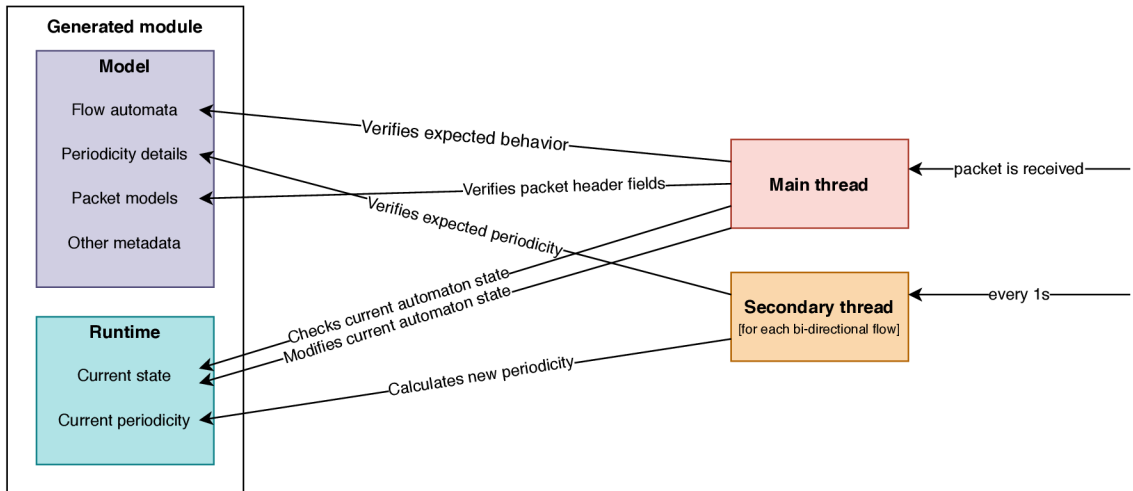 Generated module
Model
Flow automata
Periodicity details
Packet models
Other metadata
Runtime
Current state
Current periodicity
Verifies expected behavior
Verifies packet header fields
Verifies expected periodicity
Checks current automaton state
Modifies current automaton state
Calculates new periodicity
Main thread
packet is received
Secondary thread
[for each bi-directional flow]
every 1s